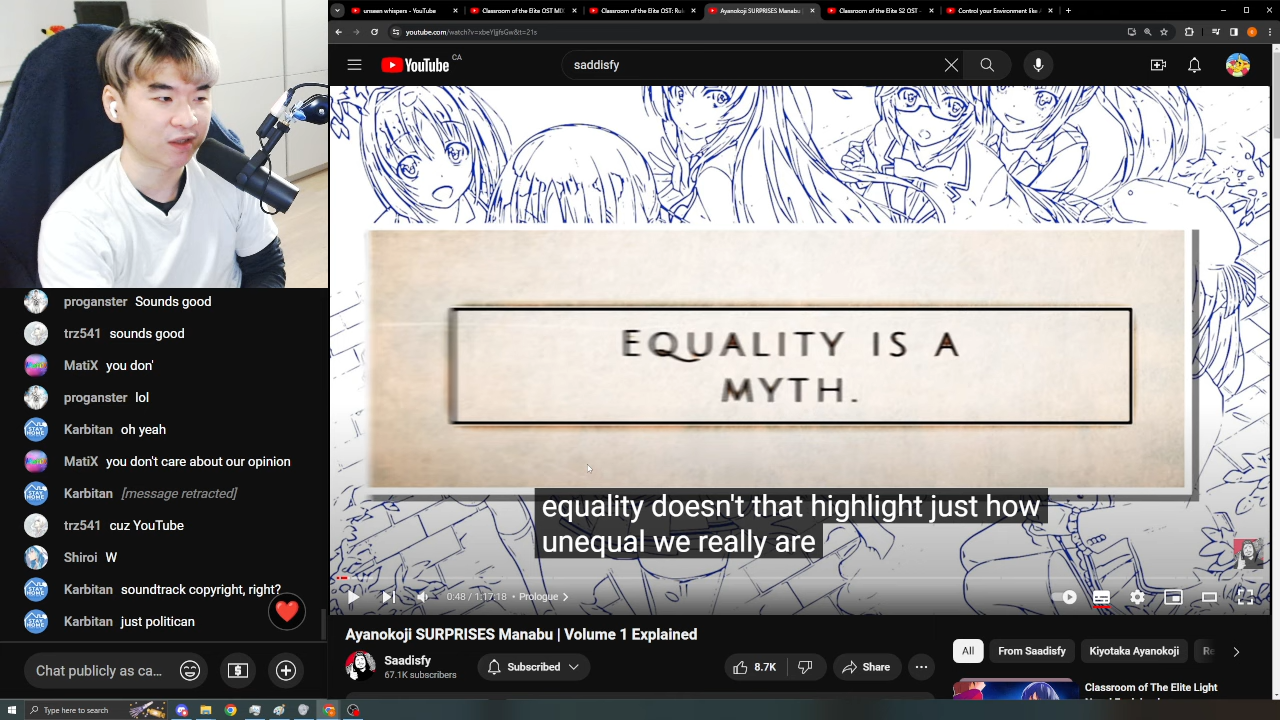 unseen whispers - YouTube
Classroom of the Elite OST MIX
Classroom of the Elite OST: Rul
Ayanokoji SURPRISES Manabu |
Classroom of the Elite S2 OST -
Control your Environment like A
youtube.com/watch?v=xbeYJjjfsGw&t=21s
YouTube CA
saddisfy
EQUALITY IS A
MYTH.
equality doesn't that highlight just how
unequal we really are
0:48 / 1:17:18 • Prologue
Ayanokoji SURPRISES Manabu | Volume 1 Explained
Saadisfy
67.1K subscribers
Subscribed
8.7K
Share
All
From Saadisfy
Kiyotaka Ayanokoji
Re
Classroom of The Elite Light
proganster Sounds good
trz541 sounds good
MatiX you don'
proganster lol
Karbitan oh yeah
MatiX you don't care about our opinion
Karbitan [message retracted]
trz541 cuz YouTube
Shiroi W
Karbitan soundtrack copyright, right?
Karbitan just politican
Chat publicly as ca...
STAY
HOME
Type here to search